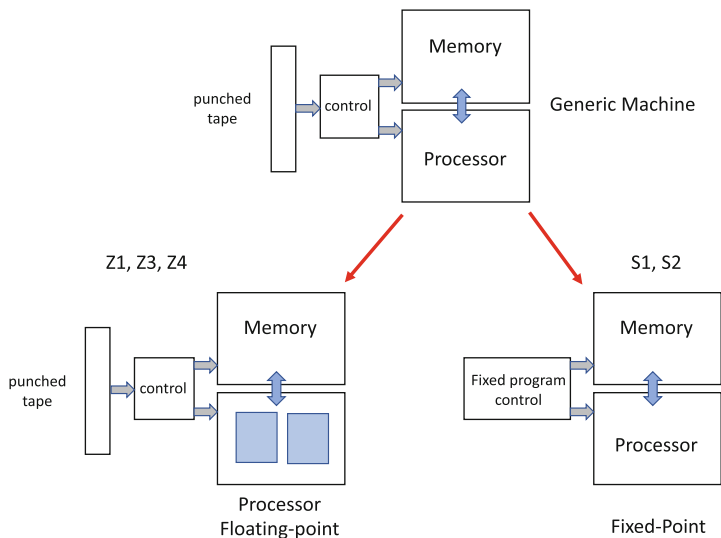 Memory
punched
tape
control
Generic Machine
Processor
Z1, Z3, Z4
S1, S2
Memory
Memory
punched
tape
control
Fixed program
control
Processor
Processor
Floating-point
Fixed-Point